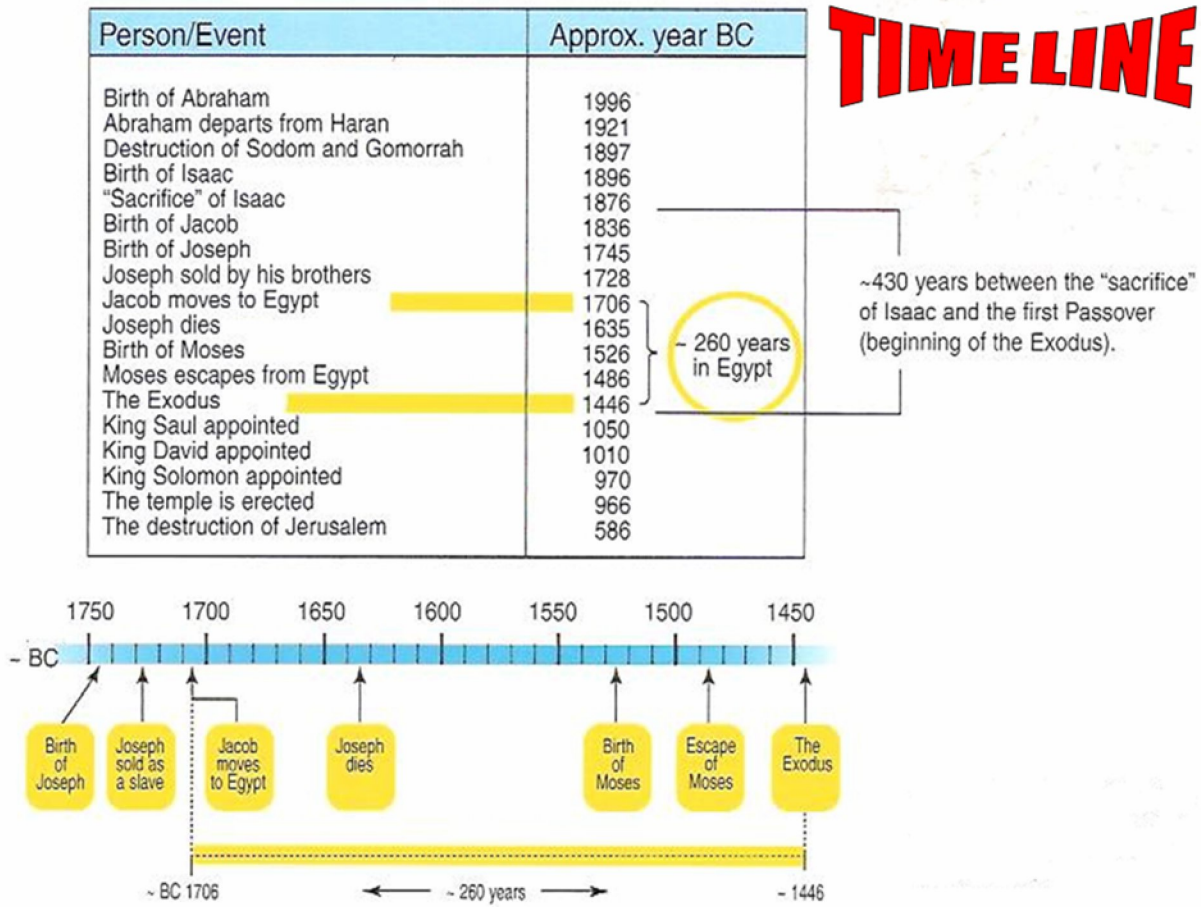 TIME LINE
Person/Event Approx. year BC
Birth of Abraham 1996
Abraham departs from Haran 1921
Destruction of Sodom and Gomorrah 1897
Birth of Isaac 1896
“Sacrifice” of Isaac 1876
Birth of Jacob 1836
Birth of Joseph 1745
Joseph sold by his brothers 1728
Jacob moves to Egypt 1706
Joseph dies 1635
Birth of Moses 1526
Moses escapes from Egypt 1486
The Exodus 1446
King Saul appointed 1050
King David appointed 1010
King Solomon appointed 970
The temple is erected 966
The destruction of Jerusalem 586
~ 260 years
in Egypt
~430 years between the “sacrifice”
of Isaac and the first Passover
(beginning of the Exodus).
1750 1700 1650 1600 1550 1500 1450
~ BC
Birth
of
Joseph
Joseph
sold as
a slave
Jacob
moves
to Egypt
Joseph
dies
Birth
of
Moses
Escape
of
Moses
The
Exodus
~ BC 1706 ~ 260 years ~ 1446